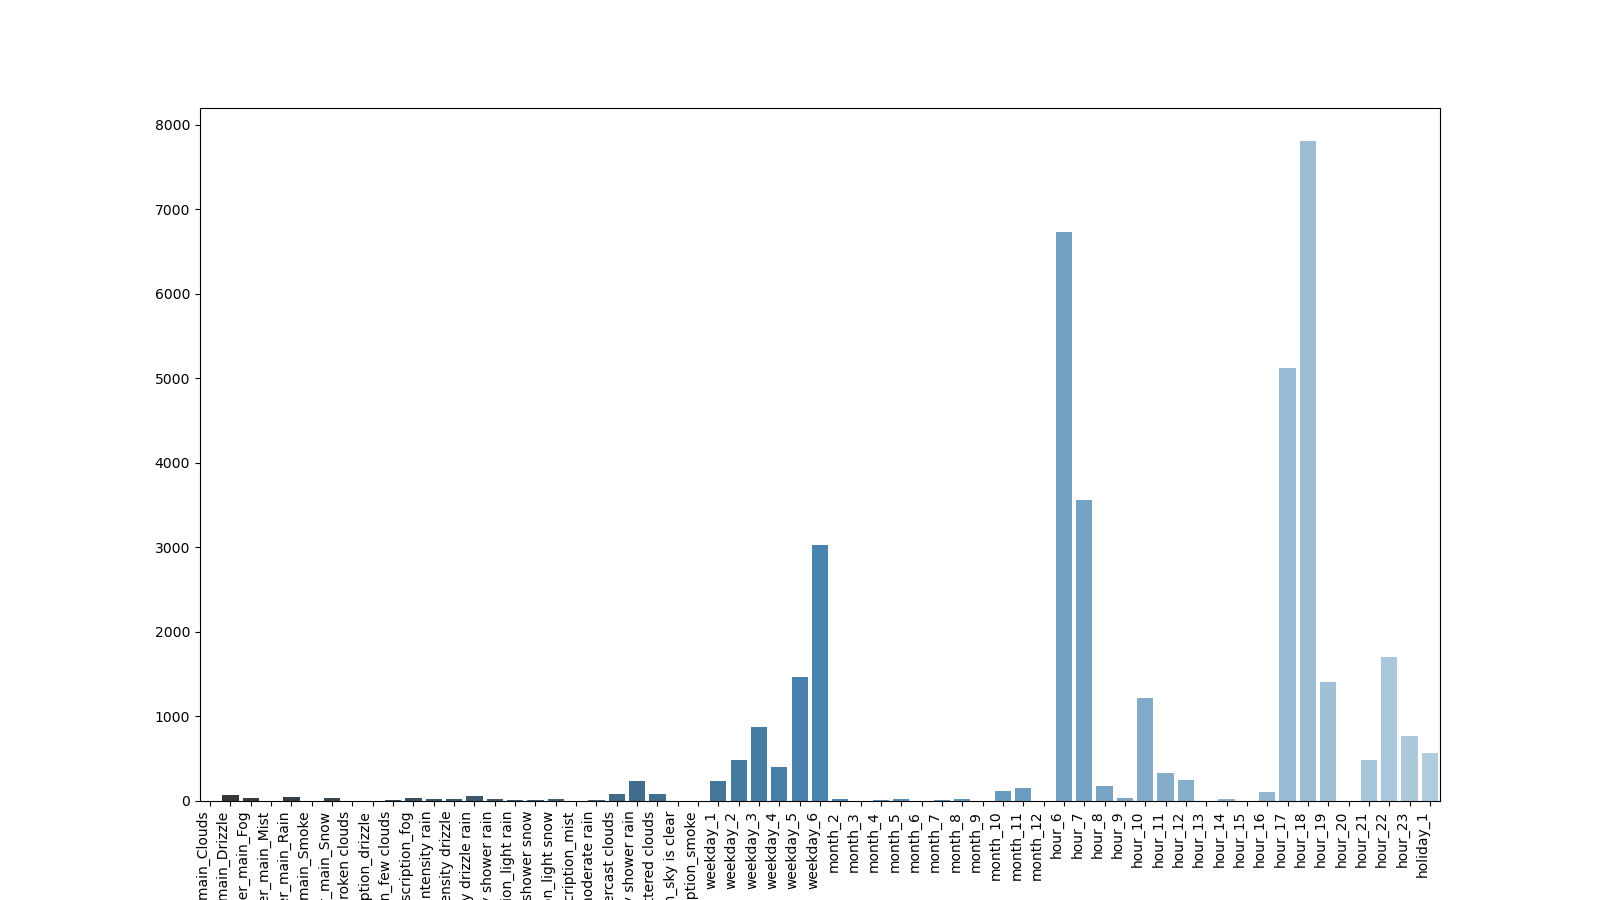 8000
7000
6000
5000
4000
3000
2000
1000
0
main_Clouds
main_Drizzle
er_main_Fog
er_main_Mist
er_main_Rain
main_Smoke
r_main_Snow
roken clouds
ption_drizzle
n_few clouds
scription_fog
ntensity rain
ensity drizzle
y drizzle rain
y shower rain
ion_light rain
shower snow
on_light snow
cription_mist
moderate rain
ercast clouds
y shower rain
ttered clouds
n_sky is clear
ption_smoke
weekday_1
weekday_2
weekday_3
weekday_4
weekday_5
weekday_6
month_2
month_3
month_4
month_5
month_6
month_7
month_8
month_9
month_10
month_11
month_12
hour_6
hour_7
hour_8
hour_9
hour_10
hour_11
hour_12
hour_13
hour_14
hour_15
hour_16
hour_17
hour_18
hour_19
hour_20
hour_21
hour_22
hour_23
holiday_1